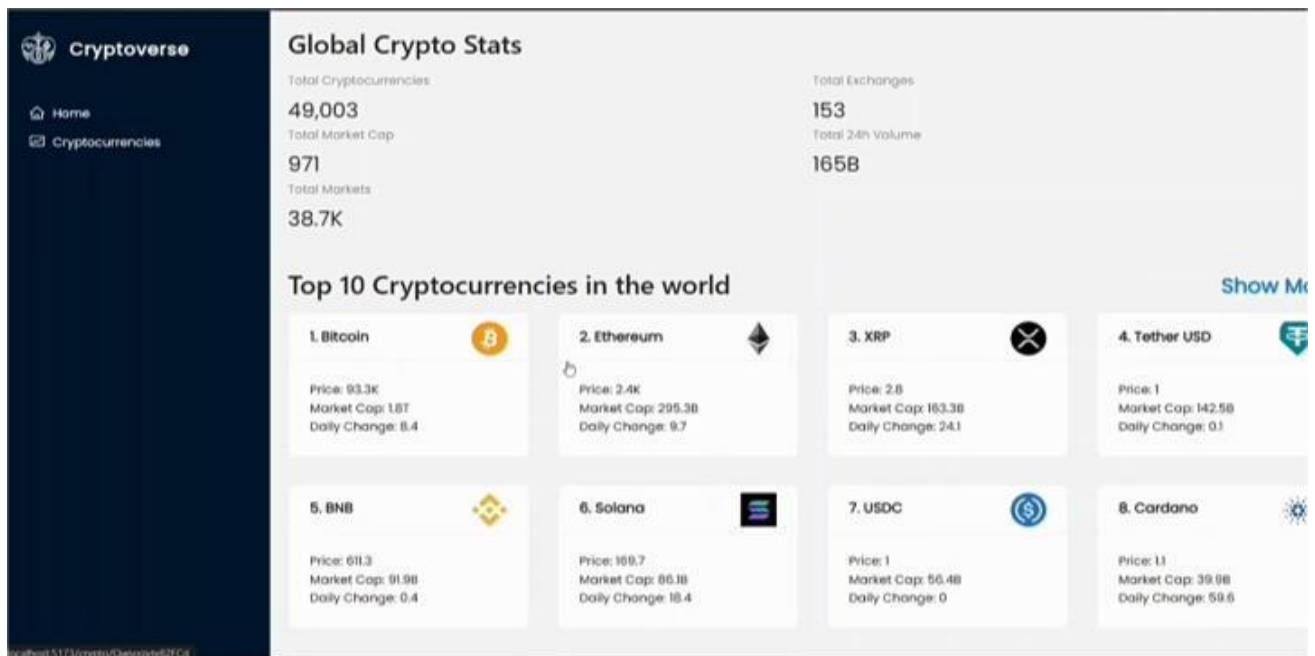 Cryptoverse
Home
Cryptocurrencies
Global Crypto Stats
Total Cryptocurrencies
49,003
Total Exchanges
153
Total Market Cap
971
Total 24h Volume
165B
Total Markets
38.7K
Top 10 Cryptocurrencies in the world
Show Mo
1. Bitcoin
Price: 93.3K
Market Cap: 1.8T
Daily Change: 8.4
2. Ethereum
Price: 2.4K
Market Cap: 295.3B
Daily Change: 9.7
3. XRP
Price: 2.8
Market Cap: 163.3B
Daily Change: 24.1
4. Tether USD
Price: 1
Market Cap: 142.5B
Daily Change: 0.1
5. BNB
Price: 611.3
Market Cap: 91.9B
Daily Change: 0.4
6. Solana
Price: 169.7
Market Cap: 86.1B
Daily Change: 18.4
7. USDC
Price: 1
Market Cap: 56.4B
Daily Change: 0
8. Cardano
Price: 1.1
Market Cap: 39.9B
Daily Change: 59.6